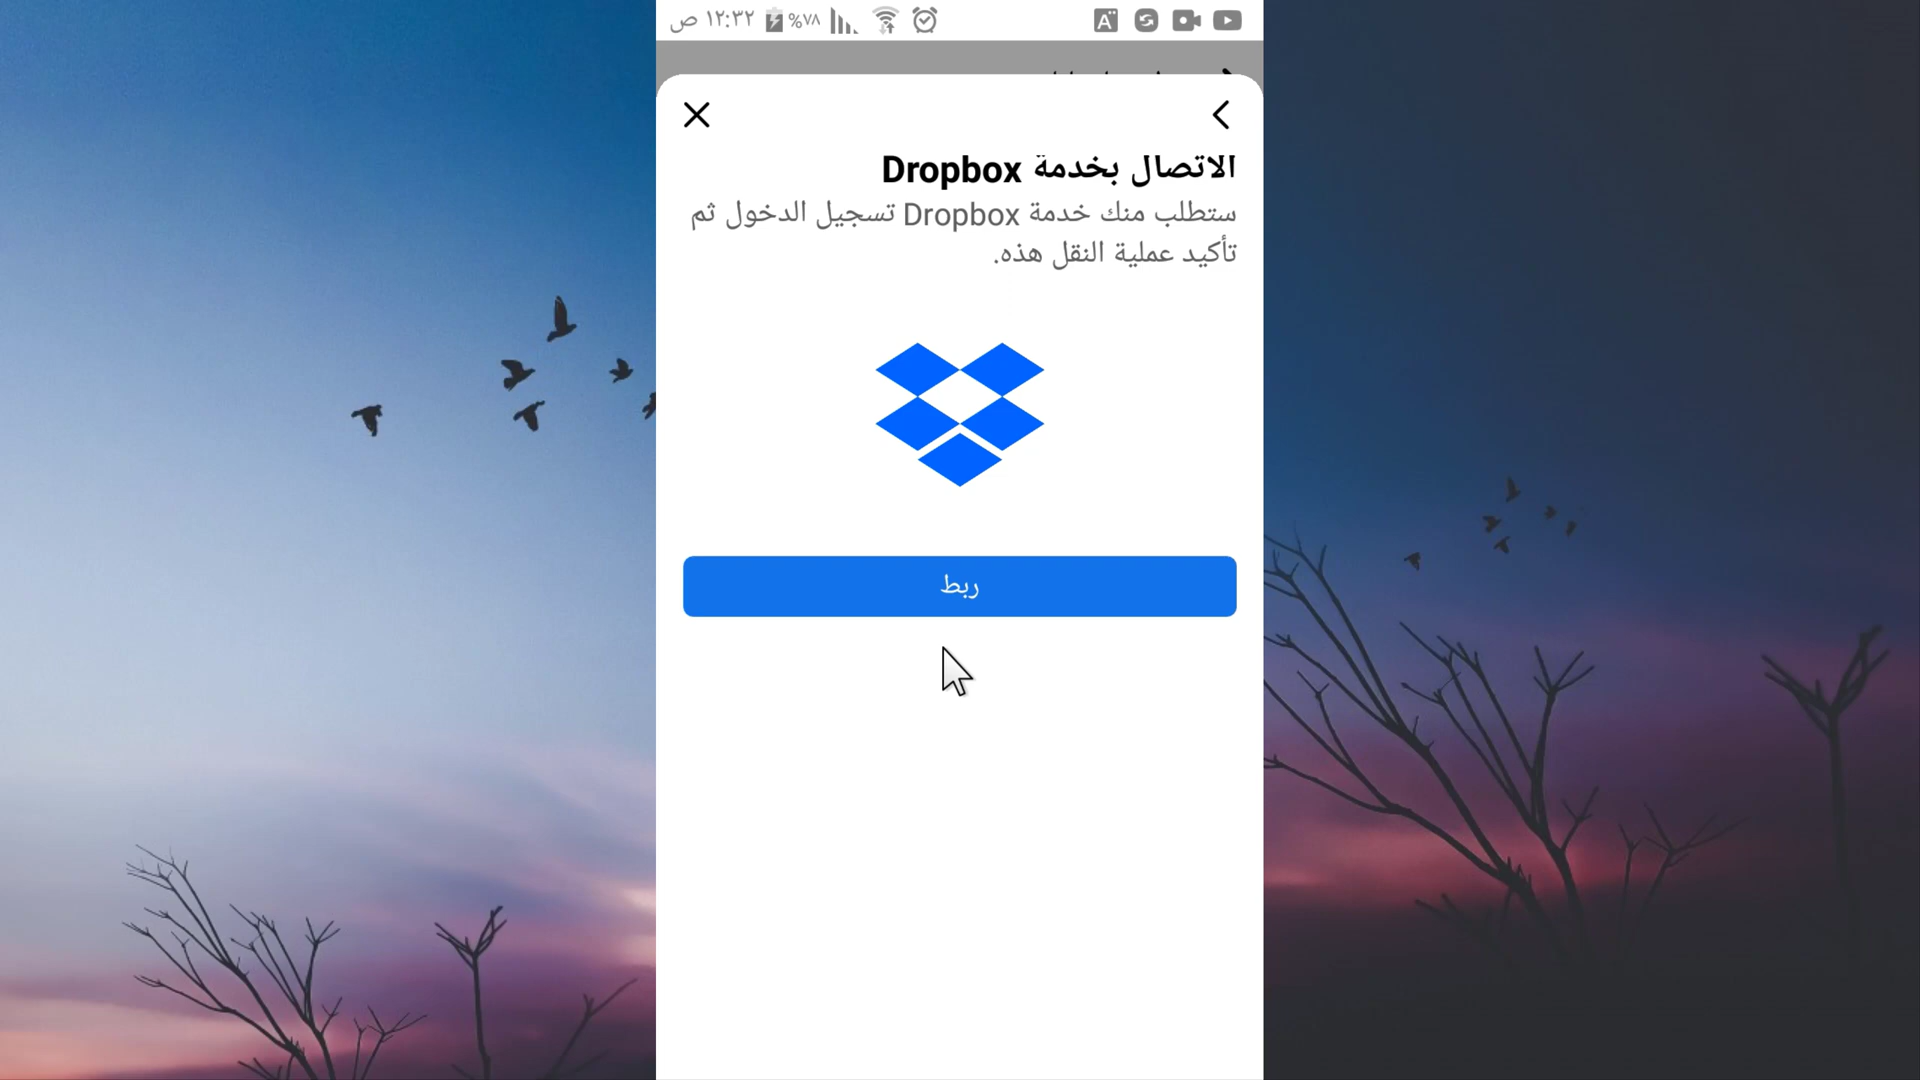 ١٢:٣٢ ص %٧٨
الاتصال بخدمة Dropbox
ستطلب منك خدمة Dropbox تسجيل الدخول ثم
تأكيد عملية النقل هذه.
ربط